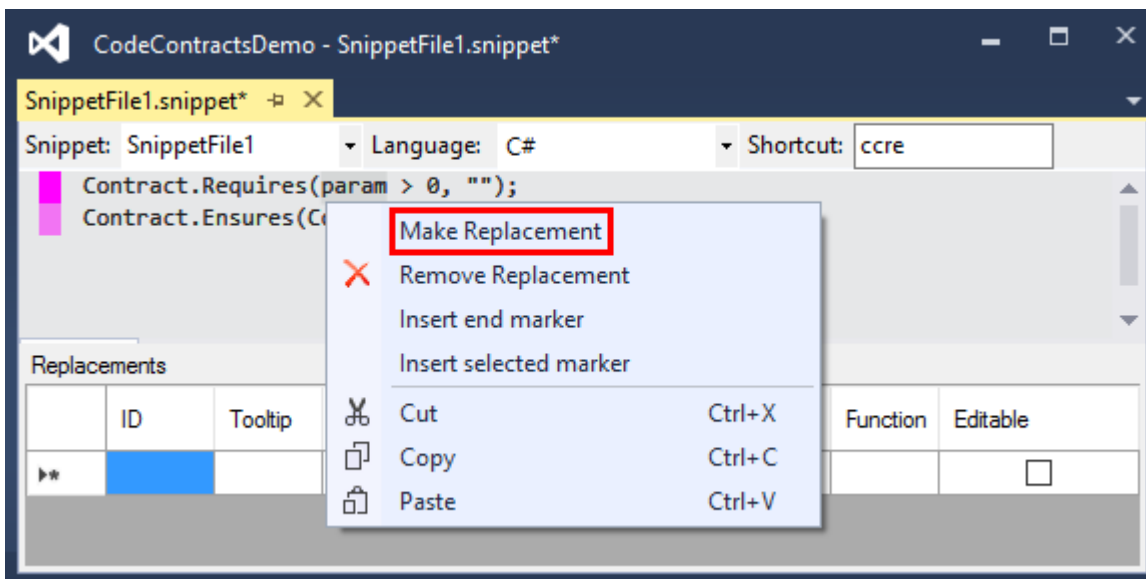 CodeContractsDemo - SnippetFile1.snippet*
SnippetFile1.snippet*
Snippet: SnippetFile1 Language: C# Shortcut: ccre
Contract.Requires(param > 0, "");
Contract.Ensures(Co
Make Replacement
Remove Replacement
Insert end marker
Insert selected marker
Cut Ctrl+X
Copy Ctrl+C
Paste Ctrl+V
Replacements
ID Tooltip Function Editable